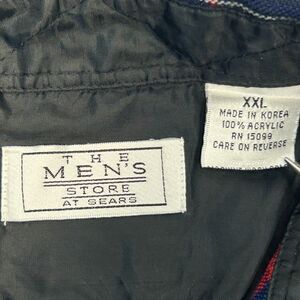 THE
MEN'S
STORE
AT SEARS
XXL
MADE IN KOREA
100% ACRYLIC
RN 15099
CARE ON REVERSE